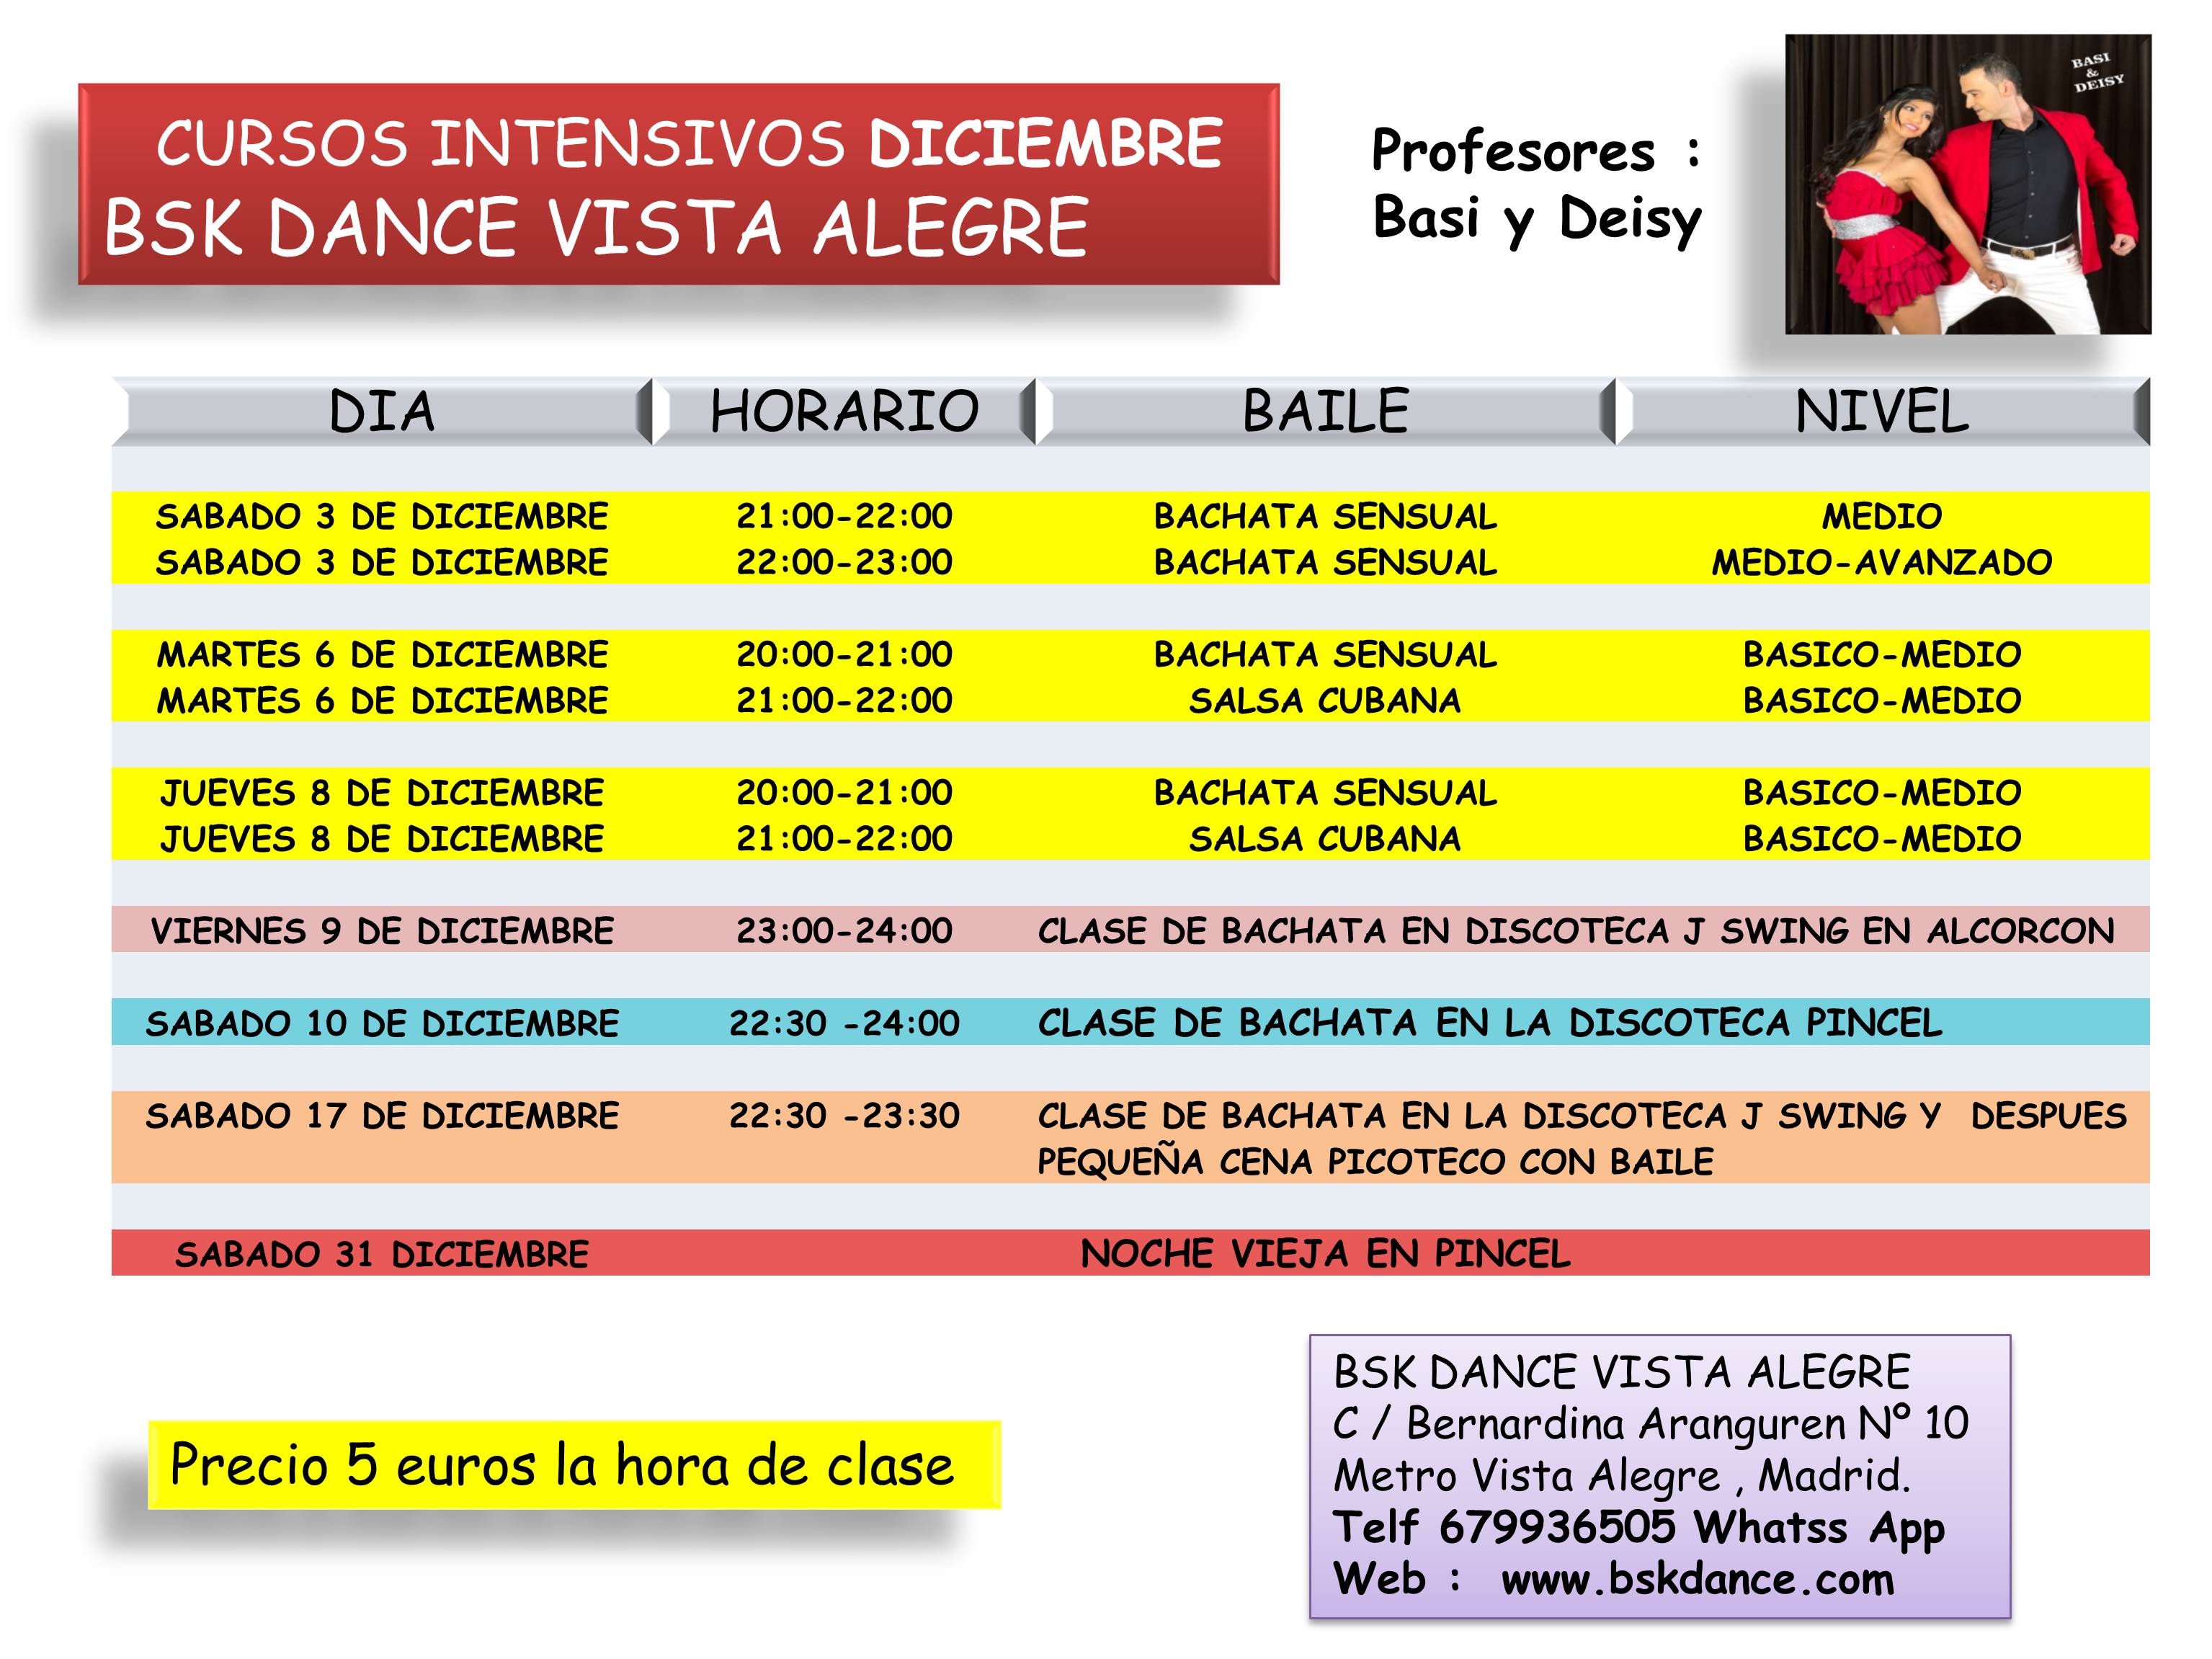 CURSOS INTENSIVOS DICIEMBRE
BSK DANCE VISTA ALEGRE
Profesores :
Basi y Deisy
BASI
&
DEISY
DIA HORARIO BAILE NIVEL
SABADO 3 DE DICIEMBRE 21:00-22:00 BACHATA SENSUAL MEDIO
SABADO 3 DE DICIEMBRE 22:00-23:00 BACHATA SENSUAL MEDIO-AVANZADO
MARTES 6 DE DICIEMBRE 20:00-21:00 BACHATA SENSUAL BASICO-MEDIO
MARTES 6 DE DICIEMBRE 21:00-22:00 SALSA CUBANA BASICO-MEDIO
JUEVES 8 DE DICIEMBRE 20:00-21:00 BACHATA SENSUAL BASICO-MEDIO
JUEVES 8 DE DICIEMBRE 21:00-22:00 SALSA CUBANA BASICO-MEDIO
VIERNES 9 DE DICIEMBRE 23:00-24:00 CLASE DE BACHATA EN DISCOTECA J SWING EN ALCORCON
SABADO 10 DE DICIEMBRE 22:30 -24:00 CLASE DE BACHATA EN LA DISCOTECA PINCEL
SABADO 17 DE DICIEMBRE 22:30 -23:30 CLASE DE BACHATA EN LA DISCOTECA J SWING Y DESPUES
PEQUEÑA CENA PICOTECO CON BAILE
SABADO 31 DICIEMBRE NOCHE VIEJA EN PINCEL
Precio 5 euros la hora de clase
BSK DANCE VISTA ALEGRE
C / Bernardina Aranguren Nº 10
Metro Vista Alegre , Madrid.
Telf 679936505 Whatss App
Web : www.bskdance.com